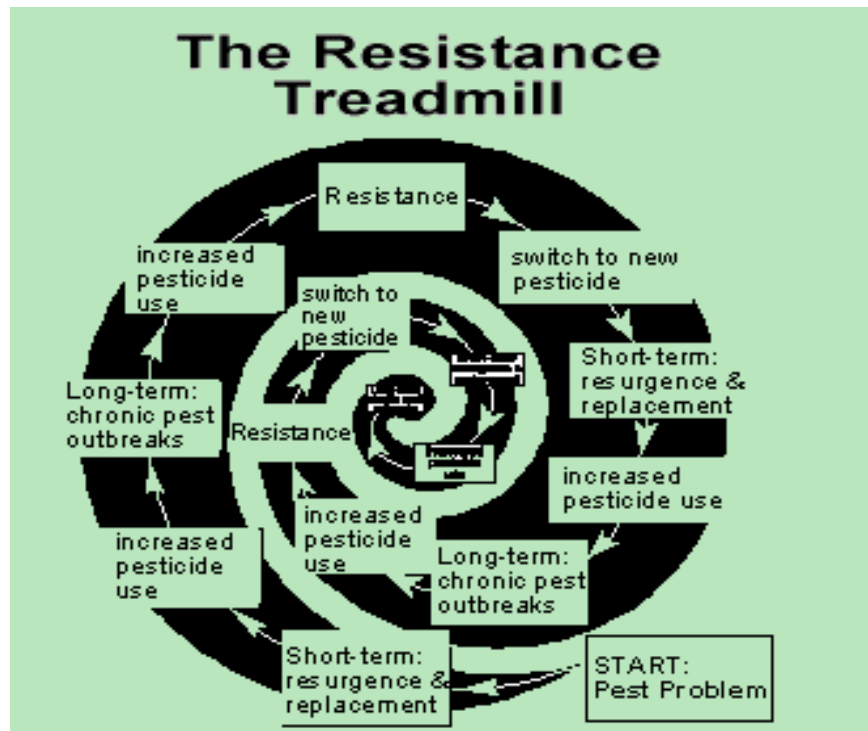 The Resistance
Treadmill
START:
Pest Problem
Short-term:
resurgence &
replacement
increased
pesticide
use
Long-term:
chronic pest
outbreaks
increased
pesticide
use
Resistance
switch to new
pesticide
Short-term:
resurgence &
replacement
increased
pesticide use
Long-term:
chronic pest
outbreaks
increased
pesticide
use
Resistance
switch to
new
pesticide